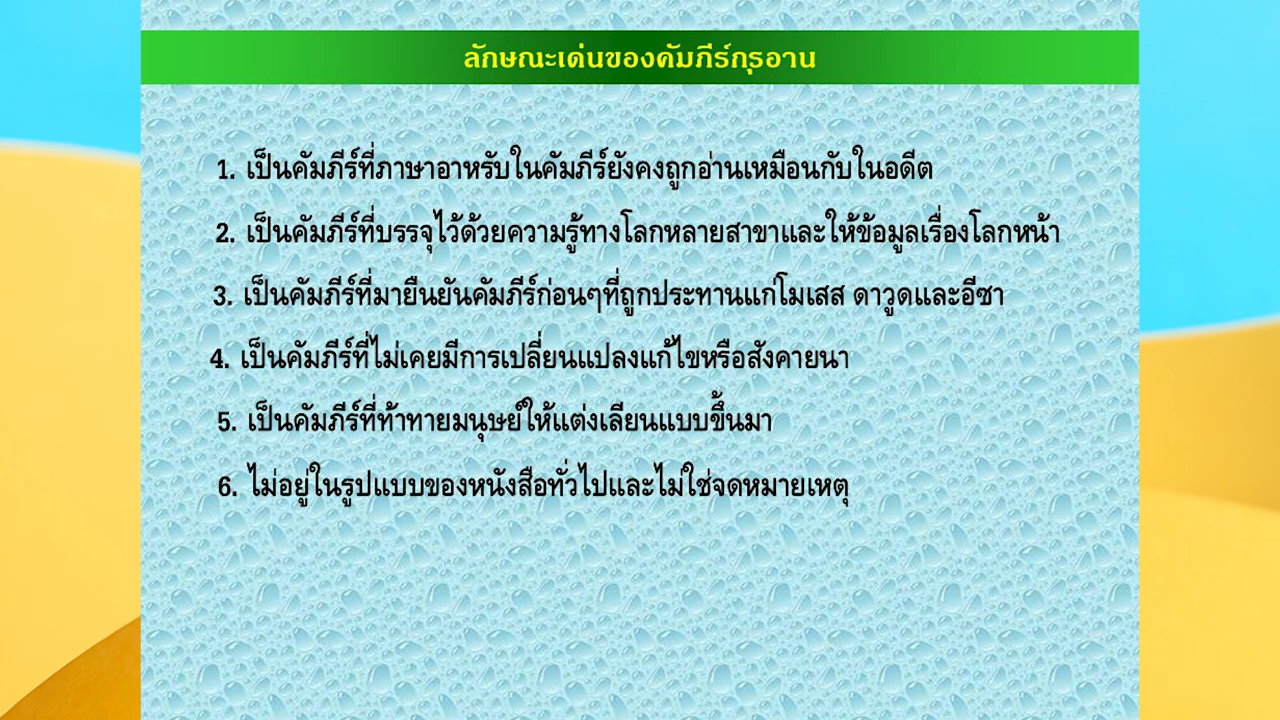 ลักษณะเด่นของคัมภีร์กุรอาน
1. เป็นคัมภีร์ที่ภาษาอาหรับในคัมภีร์ยังคงถูกอ่านเหมือนกับในอดีต
2. เป็นคัมภีร์ที่บรรจุไว้ด้วยความรู้ทางโลกหลายสาขาและให้ข้อมูลเรื่องโลกหน้า
3. เป็นคัมภีร์ที่มายืนยันคัมภีร์ก่อนๆที่ถูกประทานแก่โมเสส ดาวูดและอีซา
4. เป็นคัมภีร์ที่ไม่เคยมีการเปลี่ยนแปลงแก้ไขหรือสังคายนา
5. เป็นคัมภีร์ที่ท้าทายมนุษย์ให้แต่งเลียนแบบขึ้นมา
6. ไม่อยู่ในรูปแบบของหนังสือทั่วไปและไม่ใช่จดหมายเหตุ